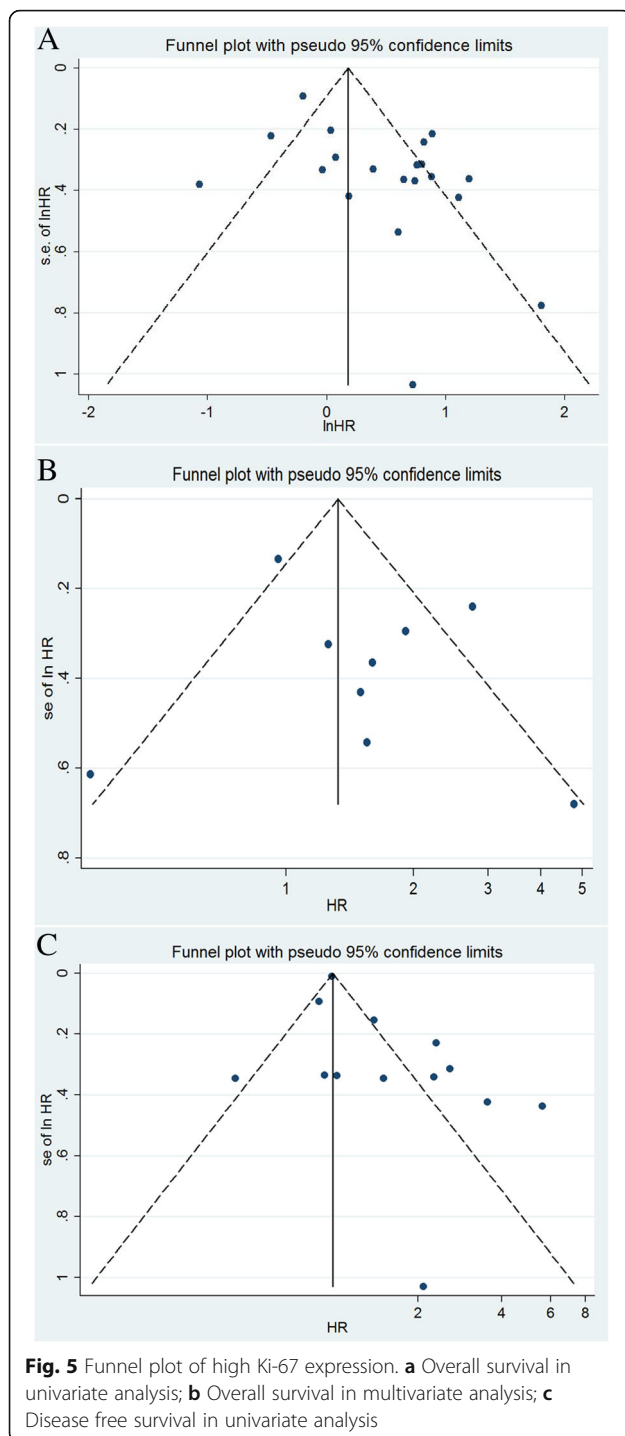 A
Funnel plot with pseudo 95% confidence limits
0
.2
.4
.6
.8
1
s.e. of lnHR
-2 -1 0 1 2
lnHR
B
Funnel plot with pseudo 95% confidence limits
0
.2
.4
.6
.8
se of ln HR
1 2 3 4 5
HR
C
Funnel plot with pseudo 95% confidence limits
0
.2
.4
.6
.8
1
se of ln HR
2 4 6 8
HR
Fig. 5 Funnel plot of high Ki-67 expression. a Overall survival in
univariate analysis; b Overall survival in multivariate analysis; c
Disease free survival in univariate analysis